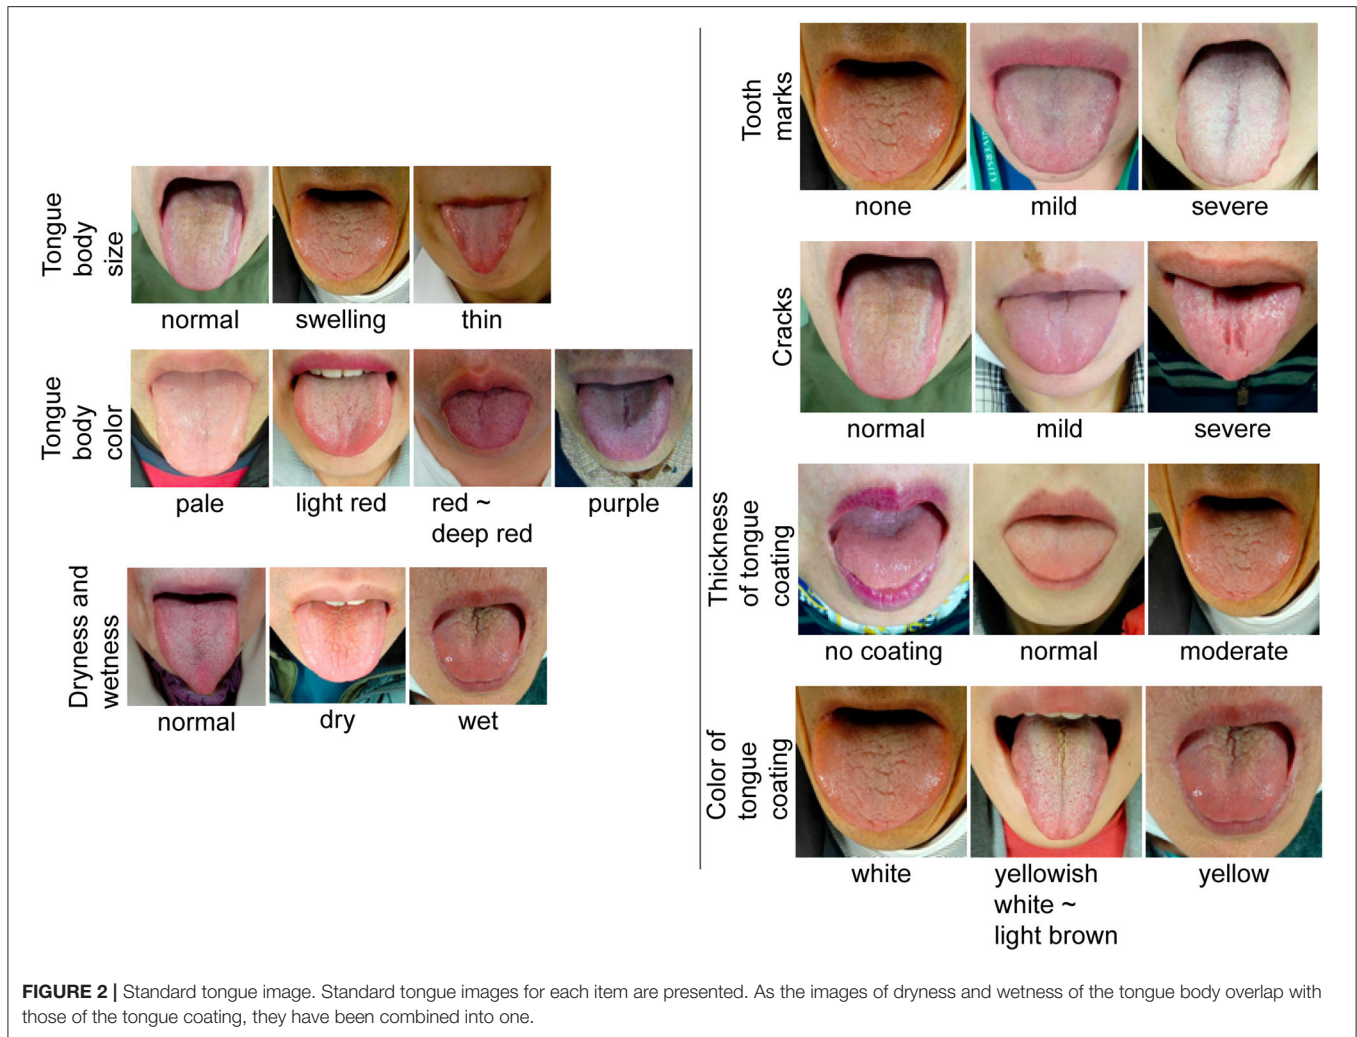 Tongue
body
size
normal
swelling
thin
Tongue
body
color
pale
light red
red ~
deep red
purple
Dryness and
wetness
normal
dry
wet
Tooth
marks
none
mild
severe
Cracks
normal
mild
severe
Thickness
of tongue
coating
no coating
normal
moderate
Color of
tongue
coating
white
yellowish
white ~
light brown
yellow
FIGURE 2 | Standard tongue image. Standard tongue images for each item are presented. As the images of dryness and wetness of the tongue body overlap with
those of the tongue coating, they have been combined into one.